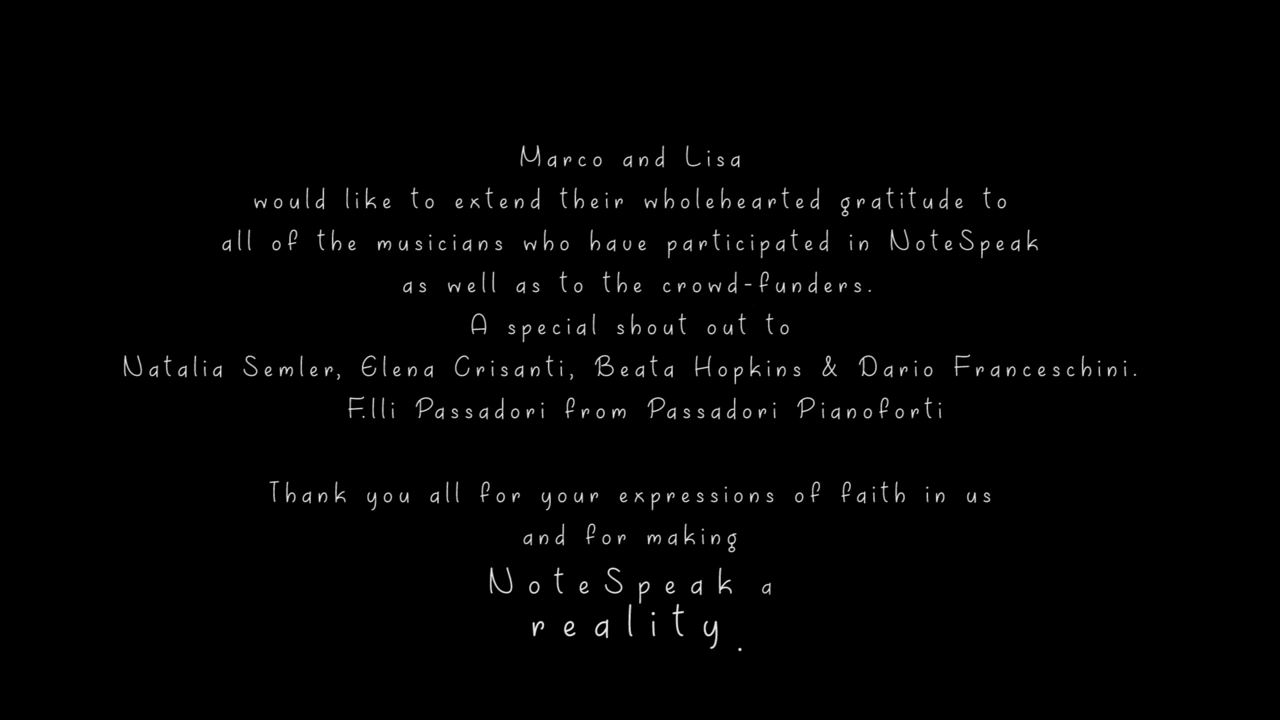 Marco and Lisa
would like to extend their wholehearted gratitude to
all of the musicians who have participated in NoteSpeak
as well as to the crowd-funders.
A special shout out to
Natalia Semler, Elena Crisanti, Beata Hopkins & Dario Franceschini.
F.lli Passadori from Passadori Pianoforti
Thank you all for your expressions of faith in us
and for making
NoteSpeak a
reality.